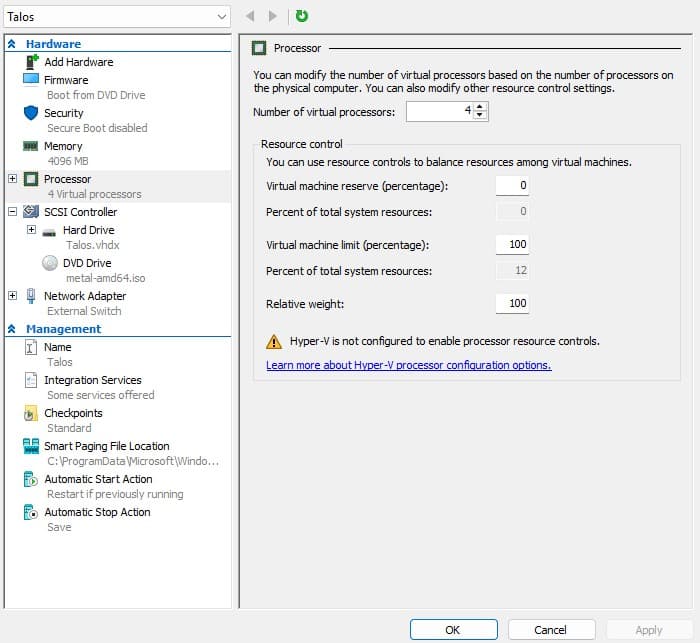 Talos
Hardware
Add Hardware
Firmware
Boot from DVD Drive
Security
Secure Boot disabled
Memory
4096 MB
Processor
4 Virtual processors
SCSI Controller
Hard Drive
Talos.vhdx
DVD Drive
metal-amd64.iso
Network Adapter
External Switch
Management
Name
Talos
Integration Services
Some services offered
Checkpoints
Standard
Smart Paging File Location
C:\ProgramData\Microsoft\Windo...
Automatic Start Action
Restart if previously running
Automatic Stop Action
Save
Processor
You can modify the number of virtual processors based on the number of processors on
the physical computer. You can also modify other resource control settings.
Number of virtual processors: 4
Resource control
You can use resource controls to balance resources among virtual machines.
Virtual machine reserve (percentage): 0
Percent of total system resources: 0
Virtual machine limit (percentage): 100
Percent of total system resources: 12
Relative weight: 100
Hyper-V is not configured to enable processor resource controls.
Learn more about Hyper-V processor configuration options.
OK Cancel Apply